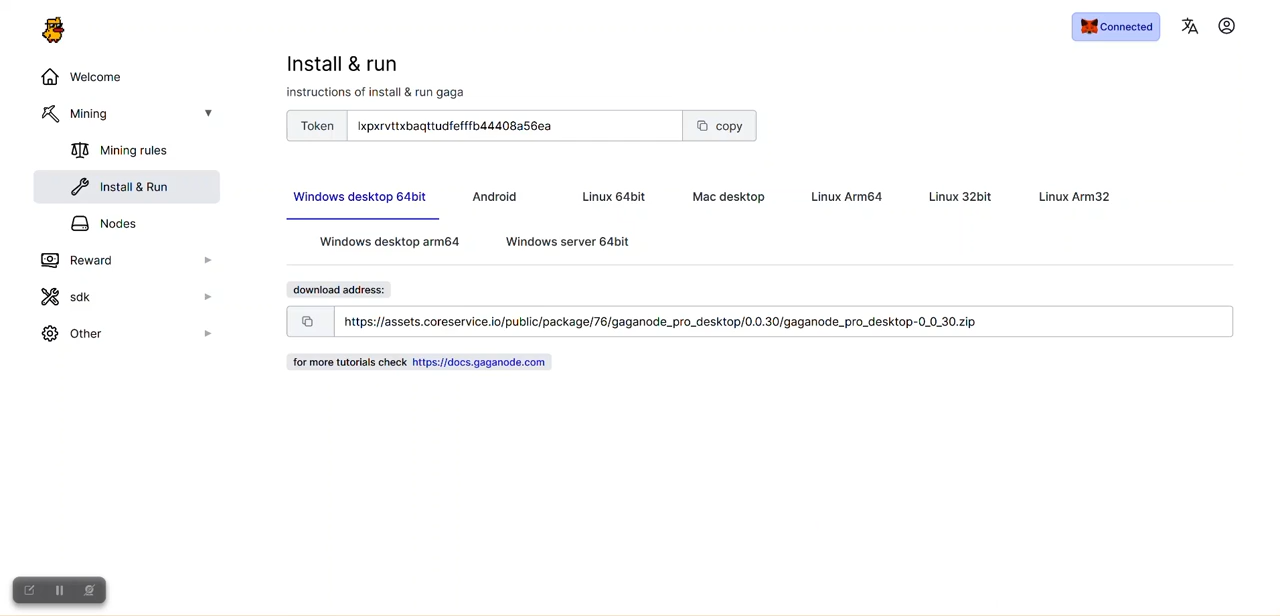 Connected
Welcome
Mining
Mining rules
Install & Run
Nodes
Reward
sdk
Other
Install & run
instructions of install & run gaga
Token lxpxrvttxbaqttudfefffb44408a56ea copy
Windows desktop 64bit Android Linux 64bit Mac desktop Linux Arm64 Linux 32bit Linux Arm32
Windows desktop arm64 Windows server 64bit
download address:
https://assets.coreservice.io/public/package/76/gaganode_pro_desktop/0.0.30/gaganode_pro_desktop-0_0_30.zip
for more tutorials check https://docs.gaganode.com